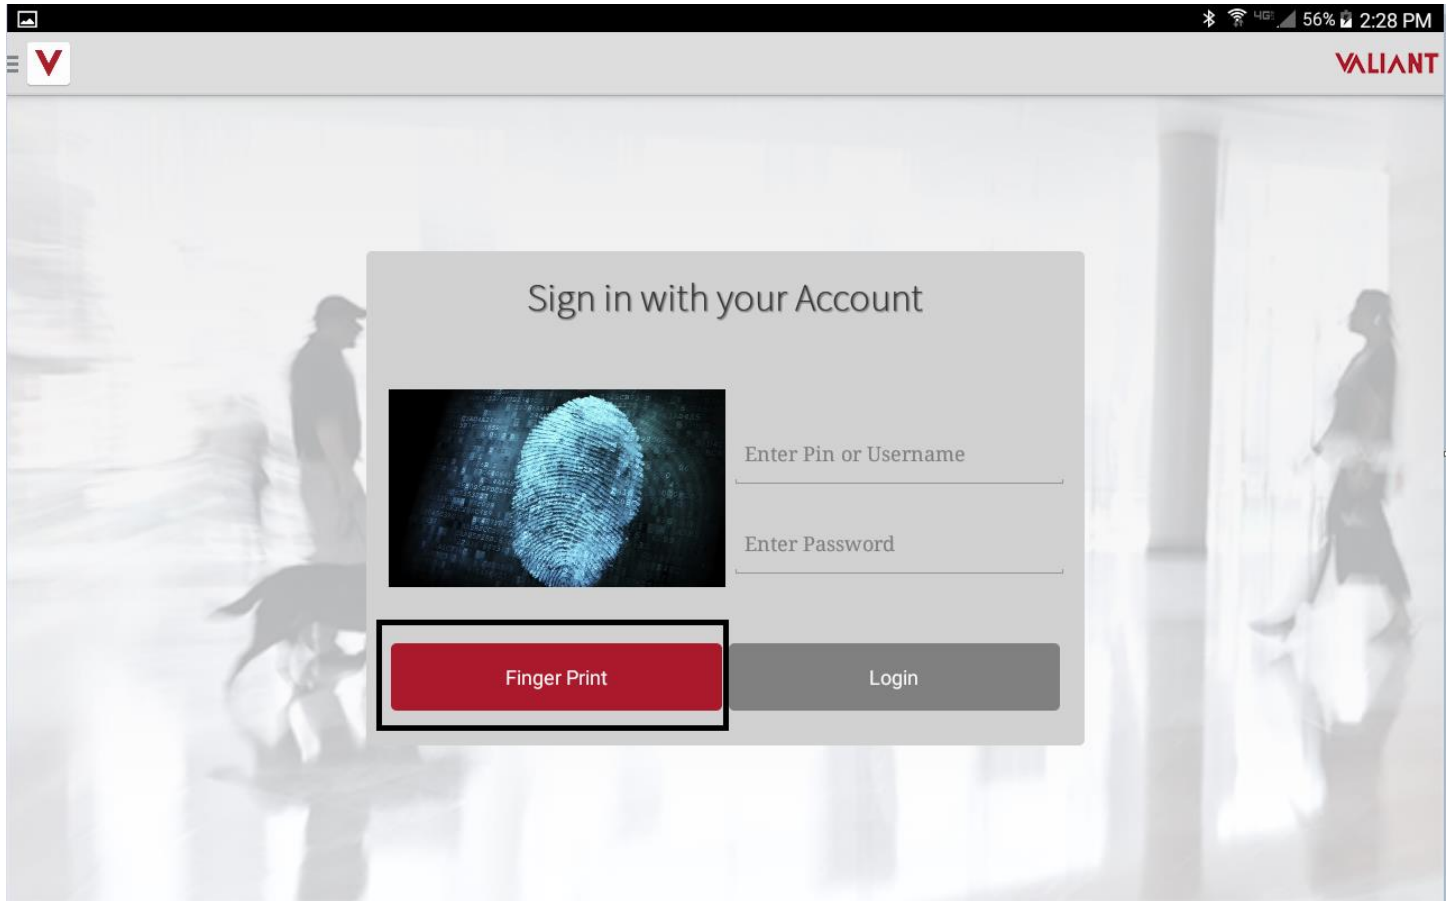 4G 56% 2:28 PM
V VALIANT
Sign in with your Account
Enter Pin or Username
Enter Password
Finger Print Login